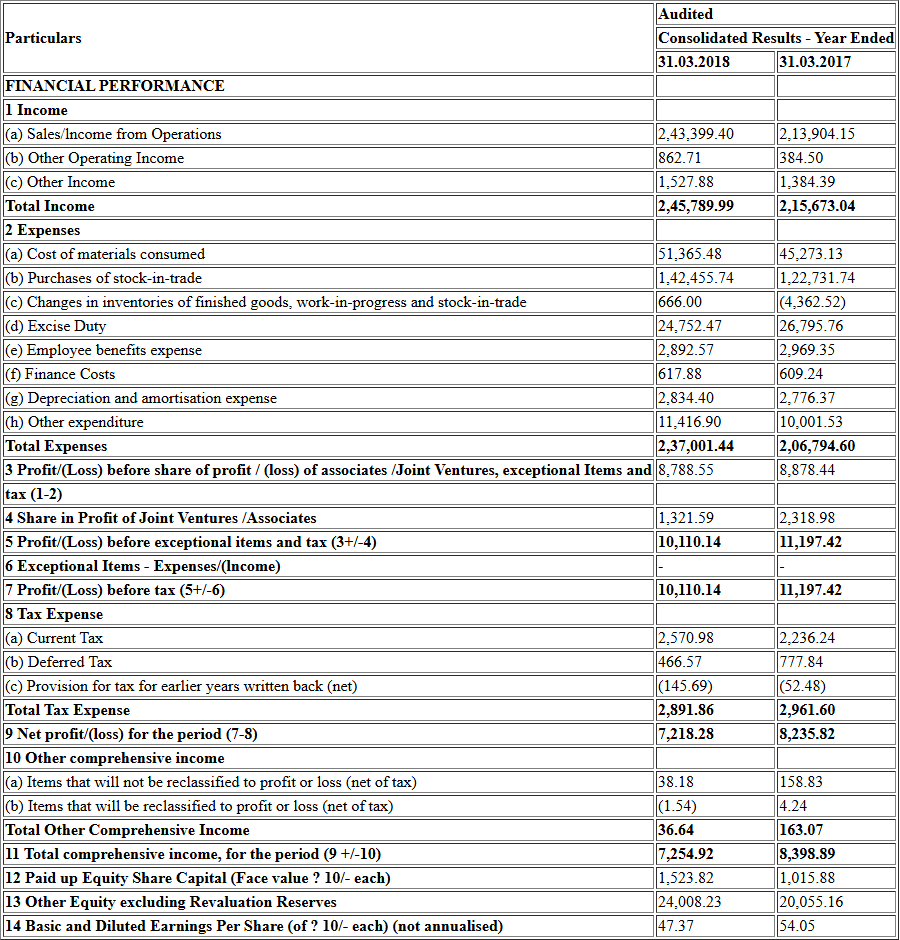 Audited
Particulars
Consolidated Results - Year Ended
31.03.2018 31.03.2017
FINANCIAL PERFORMANCE
1 Income
(a) Sales/Income from Operations 2,43,399.40 2,13,904.15
(b) Other Operating Income 862.71 384.50
(c) Other Income 1,527.88 1,384.39
Total Income 2,45,789.99 2,15,673.04
2 Expenses
(a) Cost of materials consumed 51,365.48 45,273.13
(b) Purchases of stock-in-trade 1,42,455.74 1,22,731.74
(c) Changes in inventories of finished goods, work-in-progress and stock-in-trade 666.00 (4,362.52)
(d) Excise Duty 24,752.47 26,795.76
(e) Employee benefits expense 2,892.57 2,969.35
(f) Finance Costs 617.88 609.24
(g) Depreciation and amortisation expense 2,834.40 2,776.37
(h) Other expenditure 11,416.90 10,001.53
Total Expenses 2,37,001.44 2,06,794.60
3 Profit/(Loss) before share of profit / (loss) of associates /Joint Ventures, exceptional Items and 8,788.55 8,878.44
tax (1-2)
4 Share in Profit of Joint Ventures /Associates 1,321.59 2,318.98
5 Profit/(Loss) before exceptional items and tax (3+/-4) 10,110.14 11,197.42
6 Exceptional Items - Expenses/(lncome) - -
7 Profit/(Loss) before tax (5+/-6) 10,110.14 11,197.42
8 Tax Expense
(a) Current Tax 2,570.98 2,236.24
(b) Deferred Tax 466.57 777.84
(c) Provision for tax for earlier years written back (net) (145.69) (52.48)
Total Tax Expense 2,891.86 2,961.60
9 Net profit/(loss) for the period (7-8) 7,218.28 8,235.82
10 Other comprehensive income
(a) Items that will not be reclassified to profit or loss (net of tax) 38.18 158.83
(b) Items that will be reclassified to profit or loss (net of tax) (1.54) 4.24
Total Other Comprehensive Income 36.64 163.07
11 Total comprehensive income, for the period (9 +/-10) 7,254.92 8,398.89
12 Paid up Equity Share Capital (Face value ? 10/- each) 1,523.82 1,015.88
13 Other Equity excluding Revaluation Reserves 24,008.23 20,055.16
14 Basic and Diluted Earnings Per Share (of ? 10/- each) (not annualised) 47.37 54.05